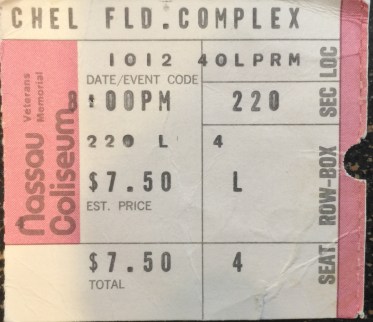 CHEL FLD.COMPLEX
1012 40LPRM
DATE/EVENT CODE
LOC
8:00PM 220
SEC
220 L 4
$7.50 L
ROW-BOX
EST. PRICE
$7.50 4
SEAT
TOTAL
Nassau Veterans Memorial
Coliseum